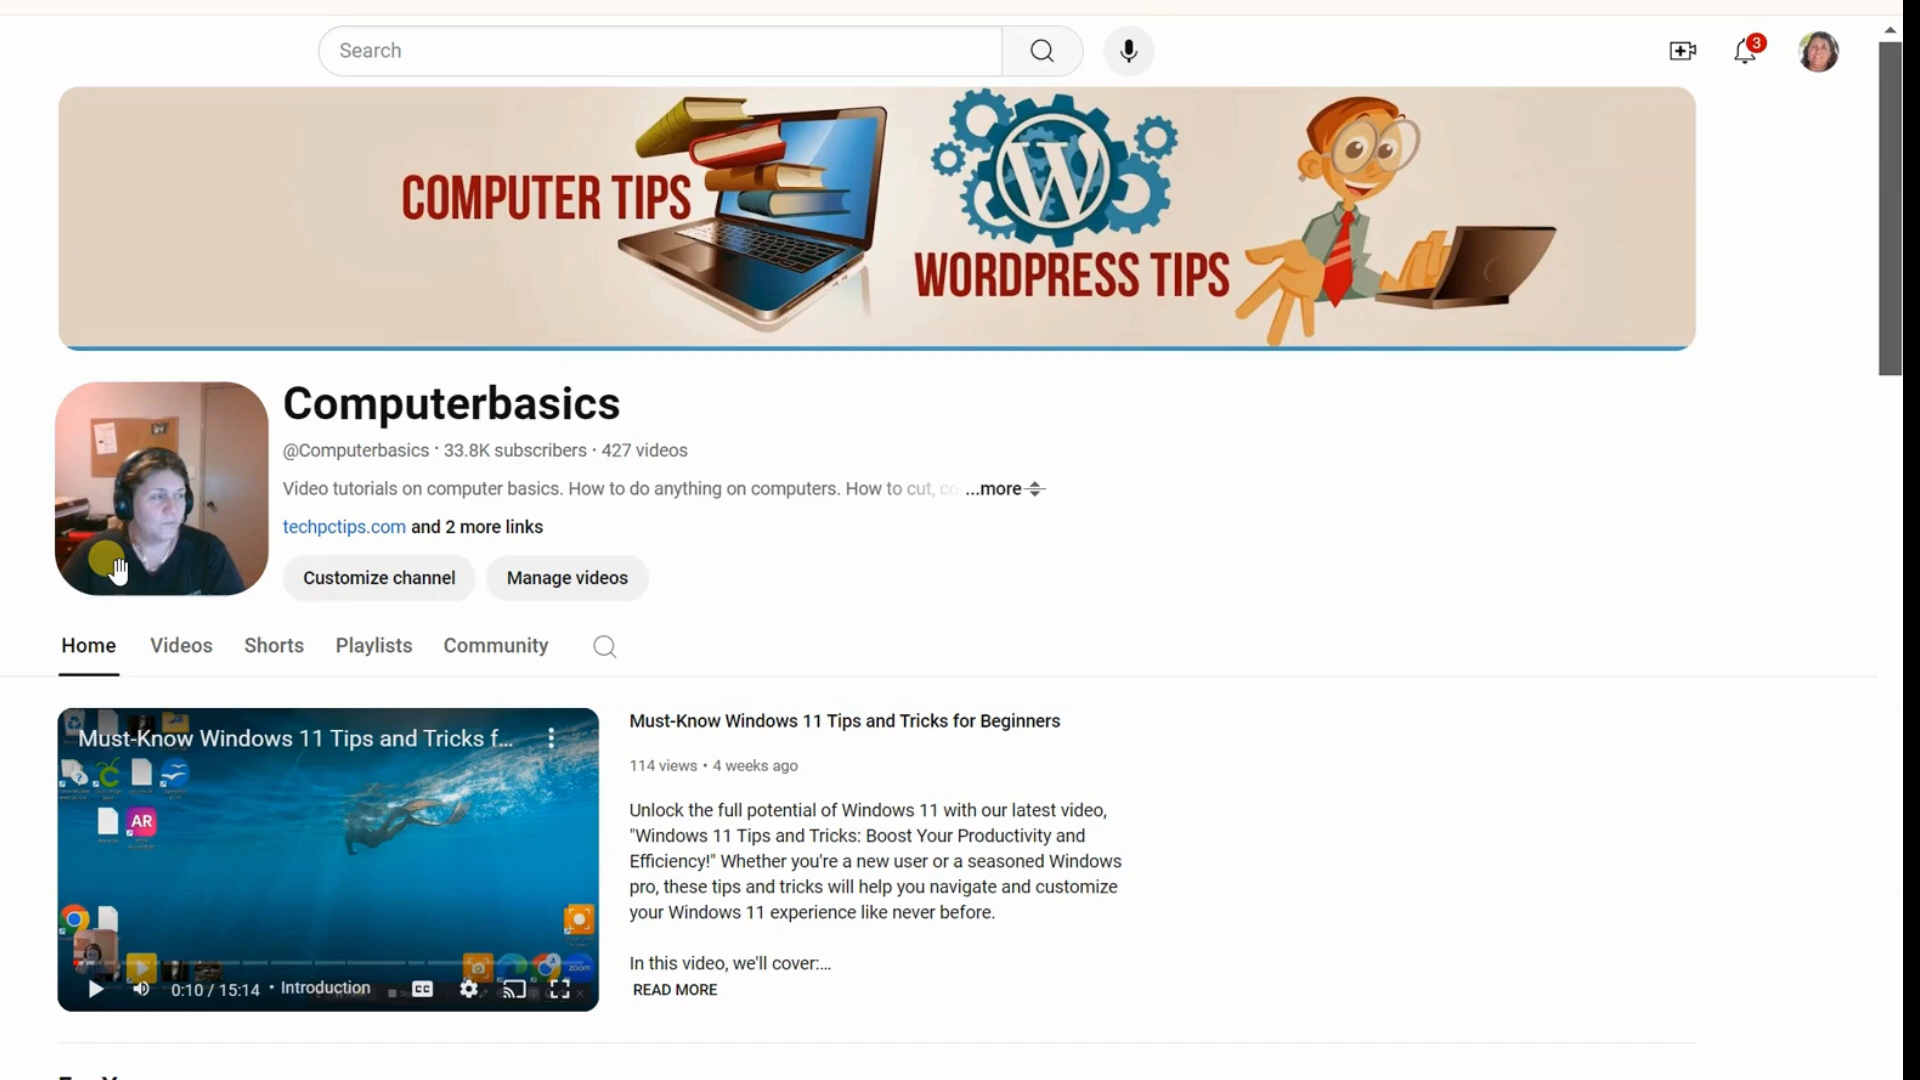 Search
3
COMPUTER TIPS
WORDPRESS TIPS
Computerbasics
@Computerbasics · 33.8K subscribers · 427 videos
Video tutorials on computer basics. How to do anything on computers. How to cut, co ...more
techpctips.com and 2 more links
Customize channel
Manage videos
Home
Videos
Shorts
Playlists
Community
Must-Know Windows 11 Tips and Tricks f...
AR
zoom
0:10 / 15:14 • Introduction
CC
Must-Know Windows 11 Tips and Tricks for Beginners
114 views • 4 weeks ago
Unlock the full potential of Windows 11 with our latest video,
"Windows 11 Tips and Tricks: Boost Your Productivity and
Efficiency!" Whether you're a new user or a seasoned Windows
pro, these tips and tricks will help you navigate and customize
your Windows 11 experience like never before.
In this video, we'll cover:...
READ MORE